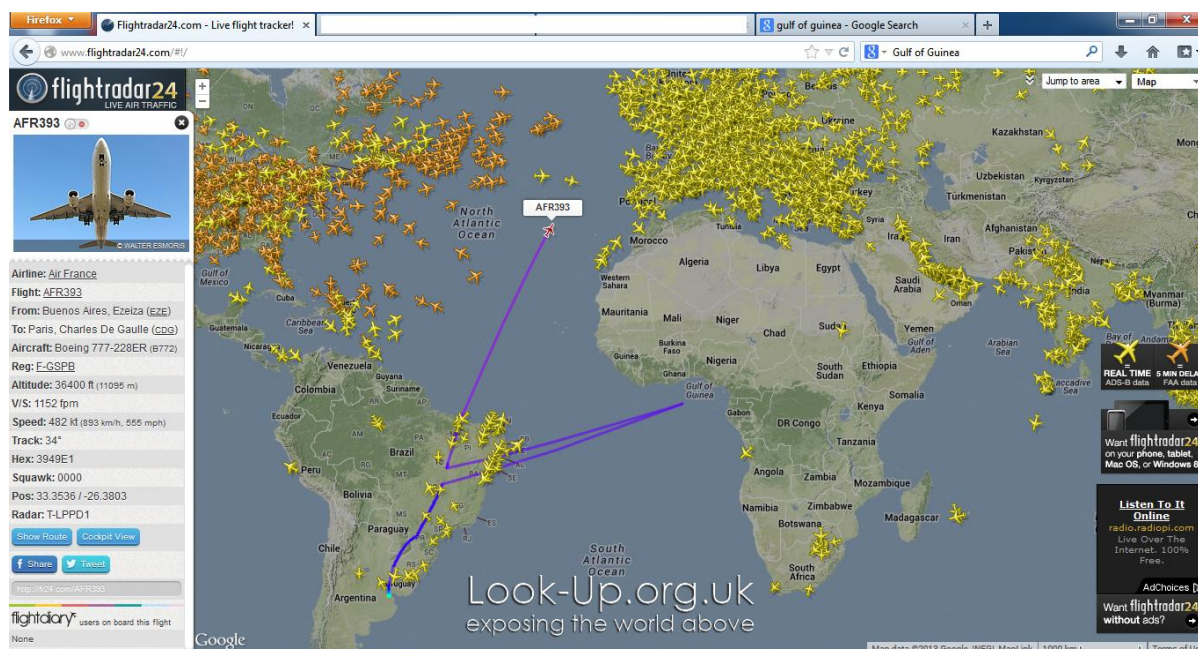 Firefox
Flightradar24.com - Live flight tracker! ×
gulf of guinea - Google Search ×
www.flightradar24.com/#!/
Gulf of Guinea
flightradar24
LIVE AIR TRAFFIC
AFR393
© WALTER ESMORIS
Airline: Air France
Flight: AFR393
From: Buenos Aires, Ezeiza (EZE)
To: Paris, Charles De Gaulle (CDG)
Aircraft: Boeing 777-228ER (B772)
Reg: F-GSPB
Altitude: 36400 ft (11095 m)
V/S: 1152 fpm
Speed: 482 kt (893 km/h, 555 mph)
Track: 34°
Hex: 3949E1
Squawk: 0000
Pos: 33.3536 / -26.3803
Radar: T-LPPD1
Show Route
Cockpit View
Share
Tweet
http://fr24.com/AFR393
flightdiary users on board this flight
None
+
-
Jump to area
Map
AFR393
North
Atlantic
Ocean
Gulf of
Mexico
Cuba
Caribbean
Sea
Guatemala
Venezuela
Guyana
Suriname
Colombia
Ecuador
Peru
Brazil
Bolivia
Paraguay
Chile
Uruguay
Argentina
South
Atlantic
Ocean
Ukraine
Kazakhstan
Uzbekistan
Kyrgyzstan
Turkmenistan
Afghanistan
Syria
Iran
Morocco
Algeria
Libya
Egypt
Saudi
Arabia
Oman
Western
Sahara
Mauritania
Mali
Niger
Chad
Yemen
Gulf of
Aden
Arabian
Sea
Nepal
India
Myanmar
(Burma)
Guinea
Burkina
Faso
Ghana
Nigeria
South
Sudan
Ethiopia
Somalia
Gulf of
Guinea
Gabon
DR Congo
Kenya
Tanzania
Angola
Zambia
Mozambique
Namibia
Zimbabwe
Botswana
Madagascar
South
Africa
REAL TIME
ADS-B data
5 MIN DELAY
FAA data
Want flightradar24
on your phone, tablet,
Mac OS, or Windows 8
Listen To It
Online
radio.radiopi.com
Live Over The
Internet. 100%
Free.
AdChoices
Want flightradar24
without ads?
Look-Up.org.uk
exposing the world above
Google
1000 km